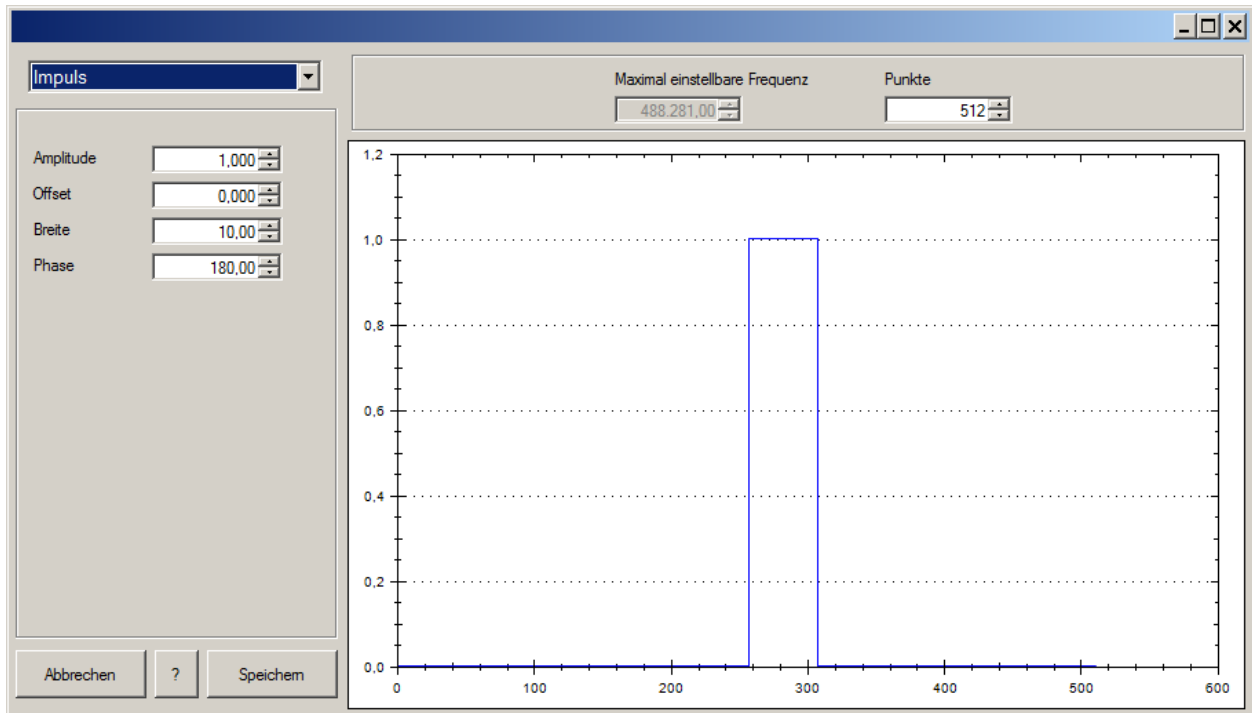 Impuls
Maximal einstellbare Frequenz
Punkte
488.281,00
512
Amplitude
1,000
Offset
0,000
Breite
10,00
Phase
180,00
1,2
1,0
0,8
0,6
0,4
0,2
0,0
0
100
200
300
400
500
600
Abbrechen
?
Speichern